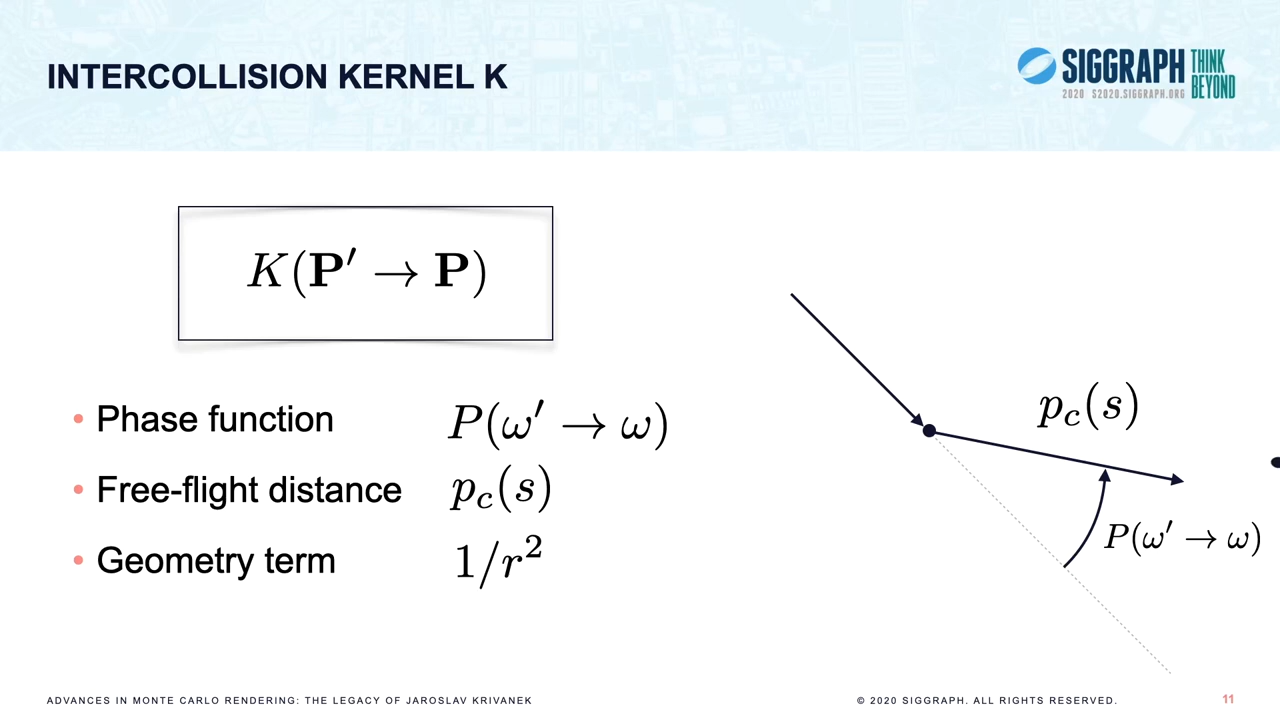 INTERCOLLISION KERNEL K
SIGGRAPH THINK BEYOND
2020 S2020.SIGGRAPH.ORG
K(P′ → P)
• Phase function P(ω′ → ω)
• Free-flight distance p_c(s)
• Geometry term 1/r²
p_c(s)
P(ω′ → ω)
ADVANCES IN MONTE CARLO RENDERING: THE LEGACY OF JAROSLAV KRIVANEK
© 2020 SIGGRAPH. ALL RIGHTS RESERVED.
11